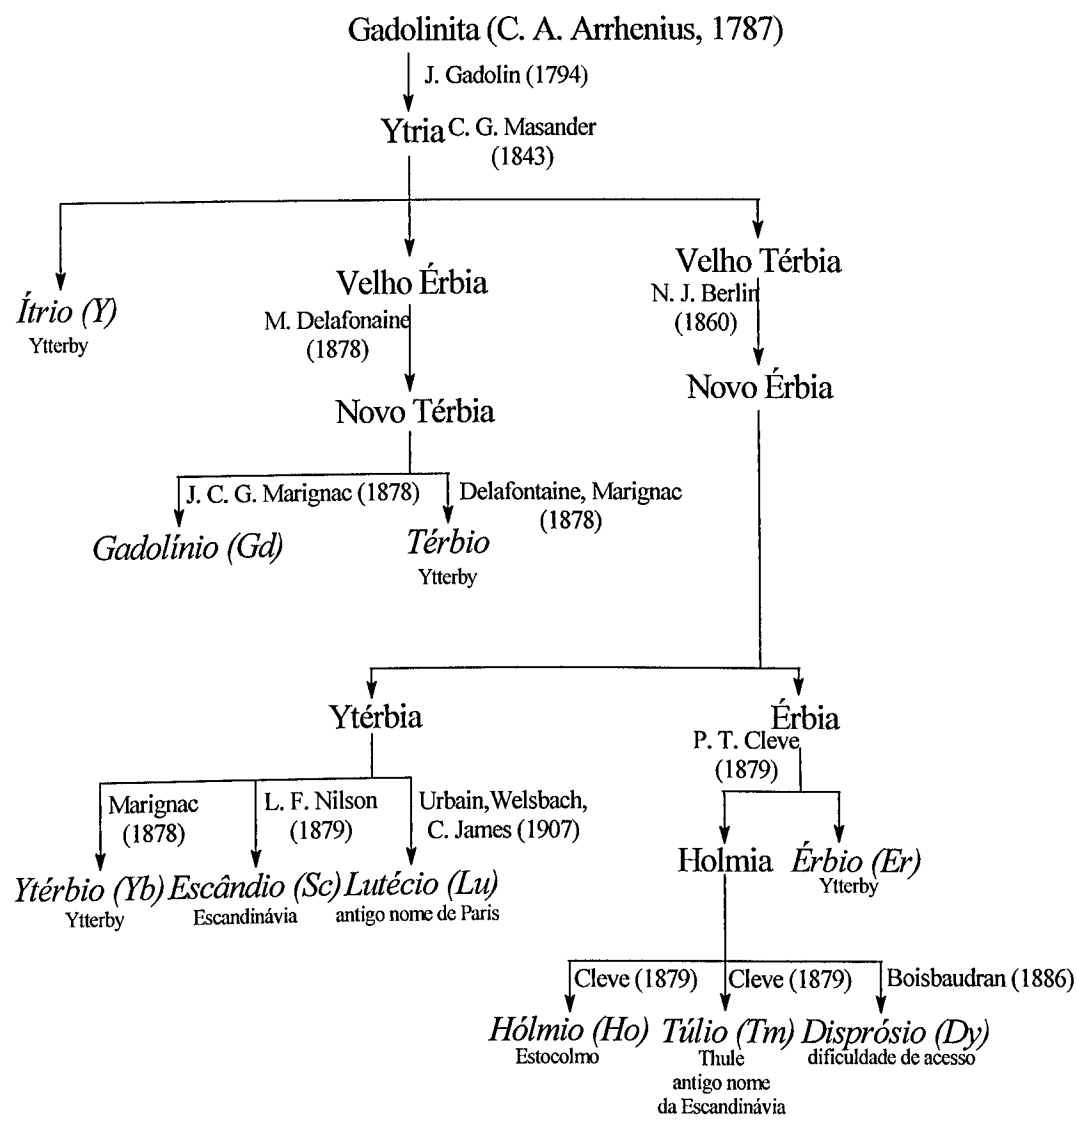 Gadolinita (C. A. Arrhenius, 1787)
J. Gadolin (1794)
Ytria C. G. Masander
(1843)
Ítrio (Y)
Ytterby
Velho Érbia
M. Delafonaine
(1878)
Velho Térbia
N. J. Berlin
(1860)
Novo Térbia
Novo Érbia
J. C. G. Marignac (1878)
Delafontaine, Marignac
(1878)
Gadolínio (Gd)
Térbio
Ytterby
Ytérbia
Érbia
P. T. Cleve
(1879)
Marignac
(1878)
L. F. Nilson
(1879)
Urbain, Welsbach,
C. James (1907)
Ytérbio (Yb)
Ytterby
Escândio (Sc)
Escandinávia
Lutécio (Lu)
antigo nome de Paris
Holmia
Érbio (Er)
Ytterby
Cleve (1879)
Cleve (1879)
Boisbaudran (1886)
Hólmio (Ho)
Estocolmo
Túlio (Tm)
Thule
antigo nome
da Escandinávia
Disprósio (Dy)
dificuldade de acesso